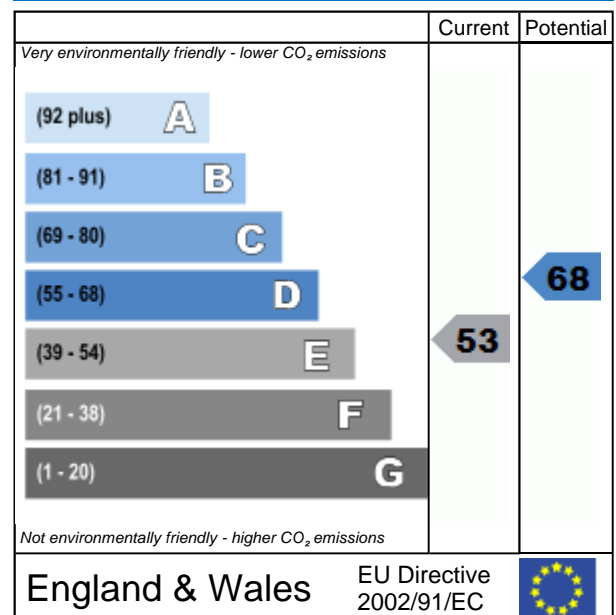 Current Potential
Very environmentally friendly - lower CO₂ emissions
(92 plus) A
(81 - 91) B
(69 - 80) C
(55 - 68) D
68
(39 - 54) E
53
(21 - 38) F
(1 - 20) G
Not environmentally friendly - higher CO₂ emissions
England & Wales
EU Directive
2002/91/EC